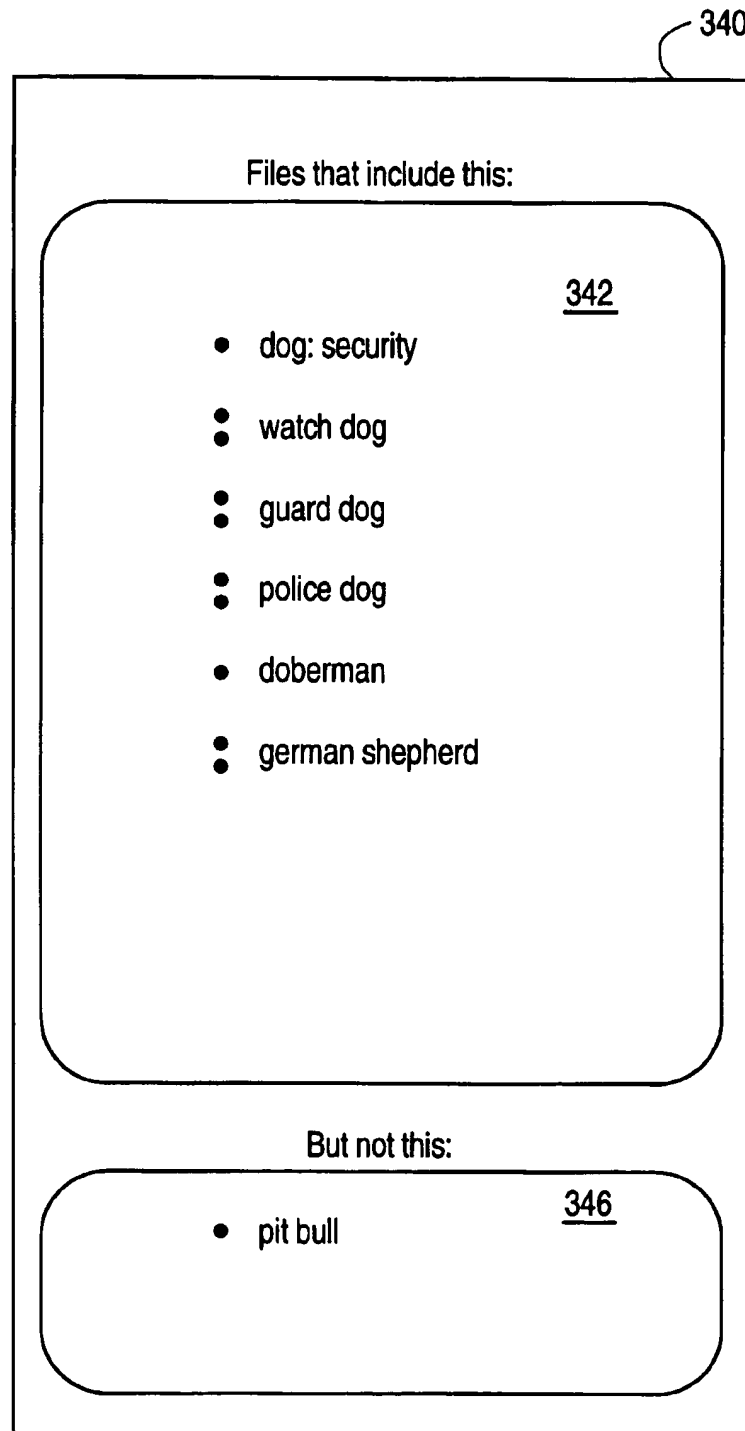 340
Files that include this:
342
• dog: security
: watch dog
: guard dog
: police dog
• doberman
: german shepherd
But not this:
346
• pit bull